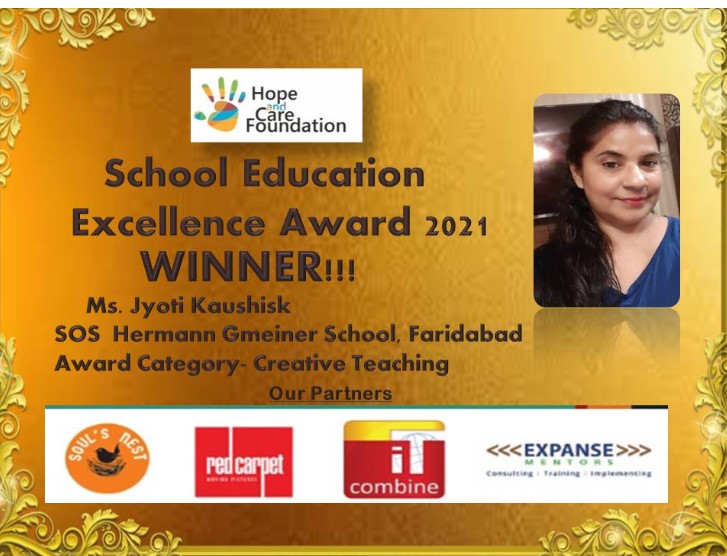 Hope
and
Care
Foundation
School Education
Excellence Award 2021
WINNER!!!
Ms. Jyoti Kaushisk
SOS Hermann Gmeiner School, Faridabad
Award Category- Creative Teaching
Our Partners
SOUL'S NEST
red carpet
MOVING PICTURES
iT
combine
<<<EXPANSE>>>
MENTORS
Consulting | Training | Implementing